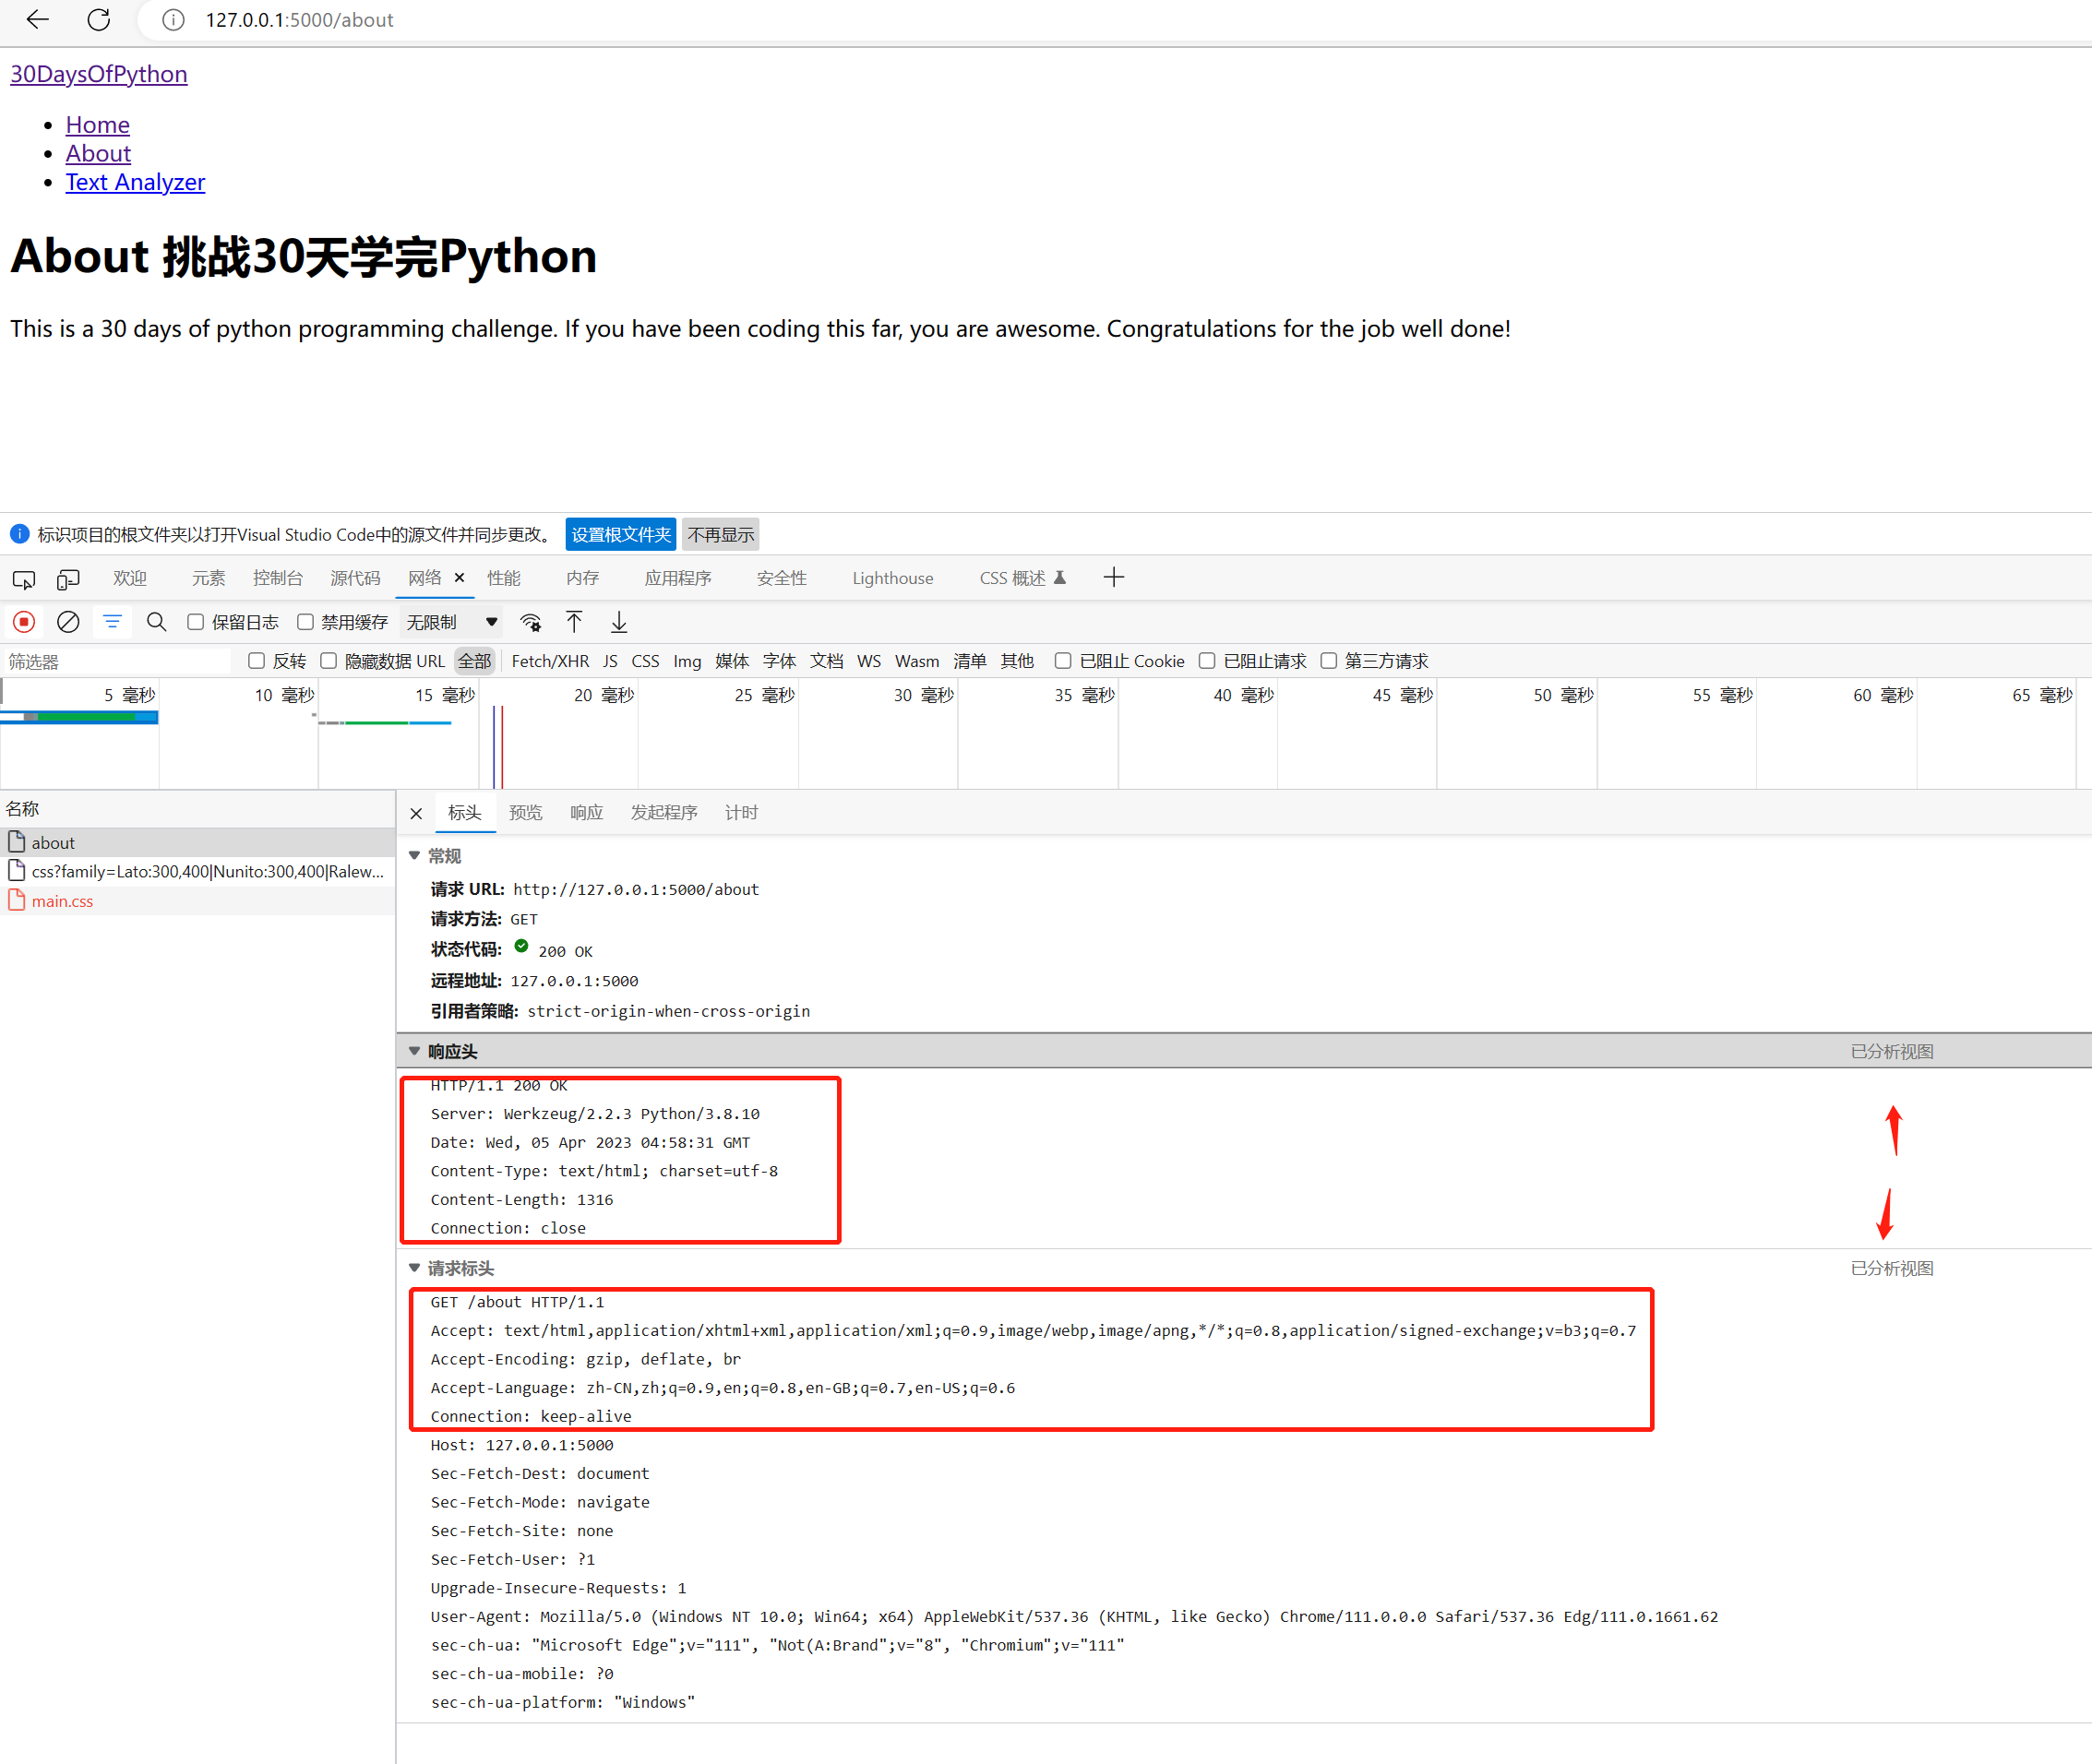 127.0.0.1:5000/about
30DaysOfPython
Home
About
Text Analyzer
About 挑战30天学完Python
This is a 30 days of python programming challenge. If you have been coding this far, you are awesome. Congratulations for the job well done!
标识项目的根文件夹以打开Visual Studio Code中的源文件并同步更改。 设置根文件夹 不再显示
欢迎 元素 控制台 源代码 网络 性能 内存 应用程序 安全性 Lighthouse CSS 概述
保留日志 禁用缓存 无限制
筛选器 反转 隐藏数据 URL 全部 Fetch/XHR JS CSS Img 媒体 字体 文档 WS Wasm 清单 其他 已阻止 Cookie 已阻止请求 第三方请求
5 毫秒 10 毫秒 15 毫秒 20 毫秒 25 毫秒 30 毫秒 35 毫秒 40 毫秒 45 毫秒 50 毫秒 55 毫秒 60 毫秒 65 毫秒
名称
about
css?family=Lato:300,400|Nunito:300,400|Ralew...
main.css
标头 预览 响应 发起程序 计时
常规
请求 URL: http://127.0.0.1:5000/about
请求方法: GET
状态代码: 200 OK
远程地址: 127.0.0.1:5000
引用者策略: strict-origin-when-cross-origin
响应头 已分析视图
HTTP/1.1 200 OK
Server: Werkzeug/2.2.3 Python/3.8.10
Date: Wed, 05 Apr 2023 04:58:31 GMT
Content-Type: text/html; charset=utf-8
Content-Length: 1316
Connection: close
请求标头 已分析视图
GET /about HTTP/1.1
Accept: text/html,application/xhtml+xml,application/xml;q=0.9,image/webp,image/apng,*/*;q=0.8,application/signed-exchange;v=b3;q=0.7
Accept-Encoding: gzip, deflate, br
Accept-Language: zh-CN,zh;q=0.9,en;q=0.8,en-GB;q=0.7,en-US;q=0.6
Connection: keep-alive
Host: 127.0.0.1:5000
Sec-Fetch-Dest: document
Sec-Fetch-Mode: navigate
Sec-Fetch-Site: none
Sec-Fetch-User: ?1
Upgrade-Insecure-Requests: 1
User-Agent: Mozilla/5.0 (Windows NT 10.0; Win64; x64) AppleWebKit/537.36 (KHTML, like Gecko) Chrome/111.0.0.0 Safari/537.36 Edg/111.0.1661.62
sec-ch-ua: "Microsoft Edge";v="111", "Not(A:Brand";v="8", "Chromium";v="111"
sec-ch-ua-mobile: ?0
sec-ch-ua-platform: "Windows"